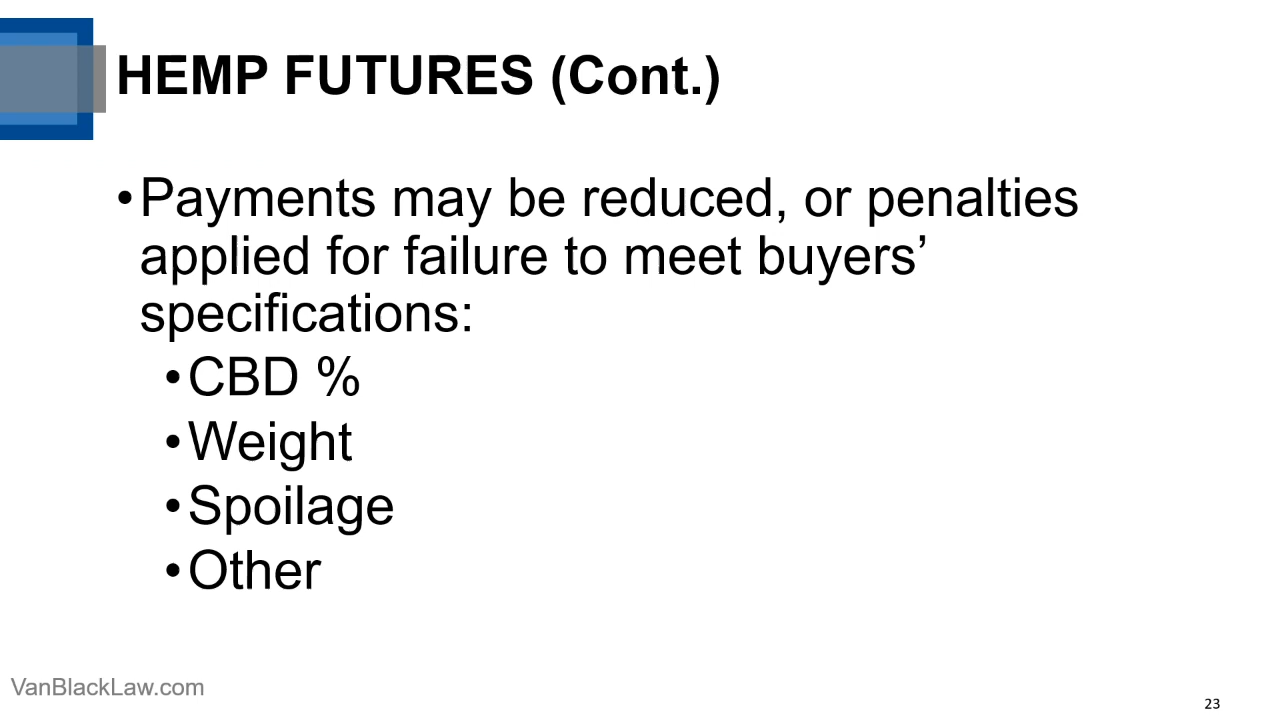 HEMP FUTURES (Cont.)
•Payments may be reduced, or penalties
applied for failure to meet buyers’
specifications:
•CBD %
•Weight
•Spoilage
•Other
VanBlackLaw.com
23